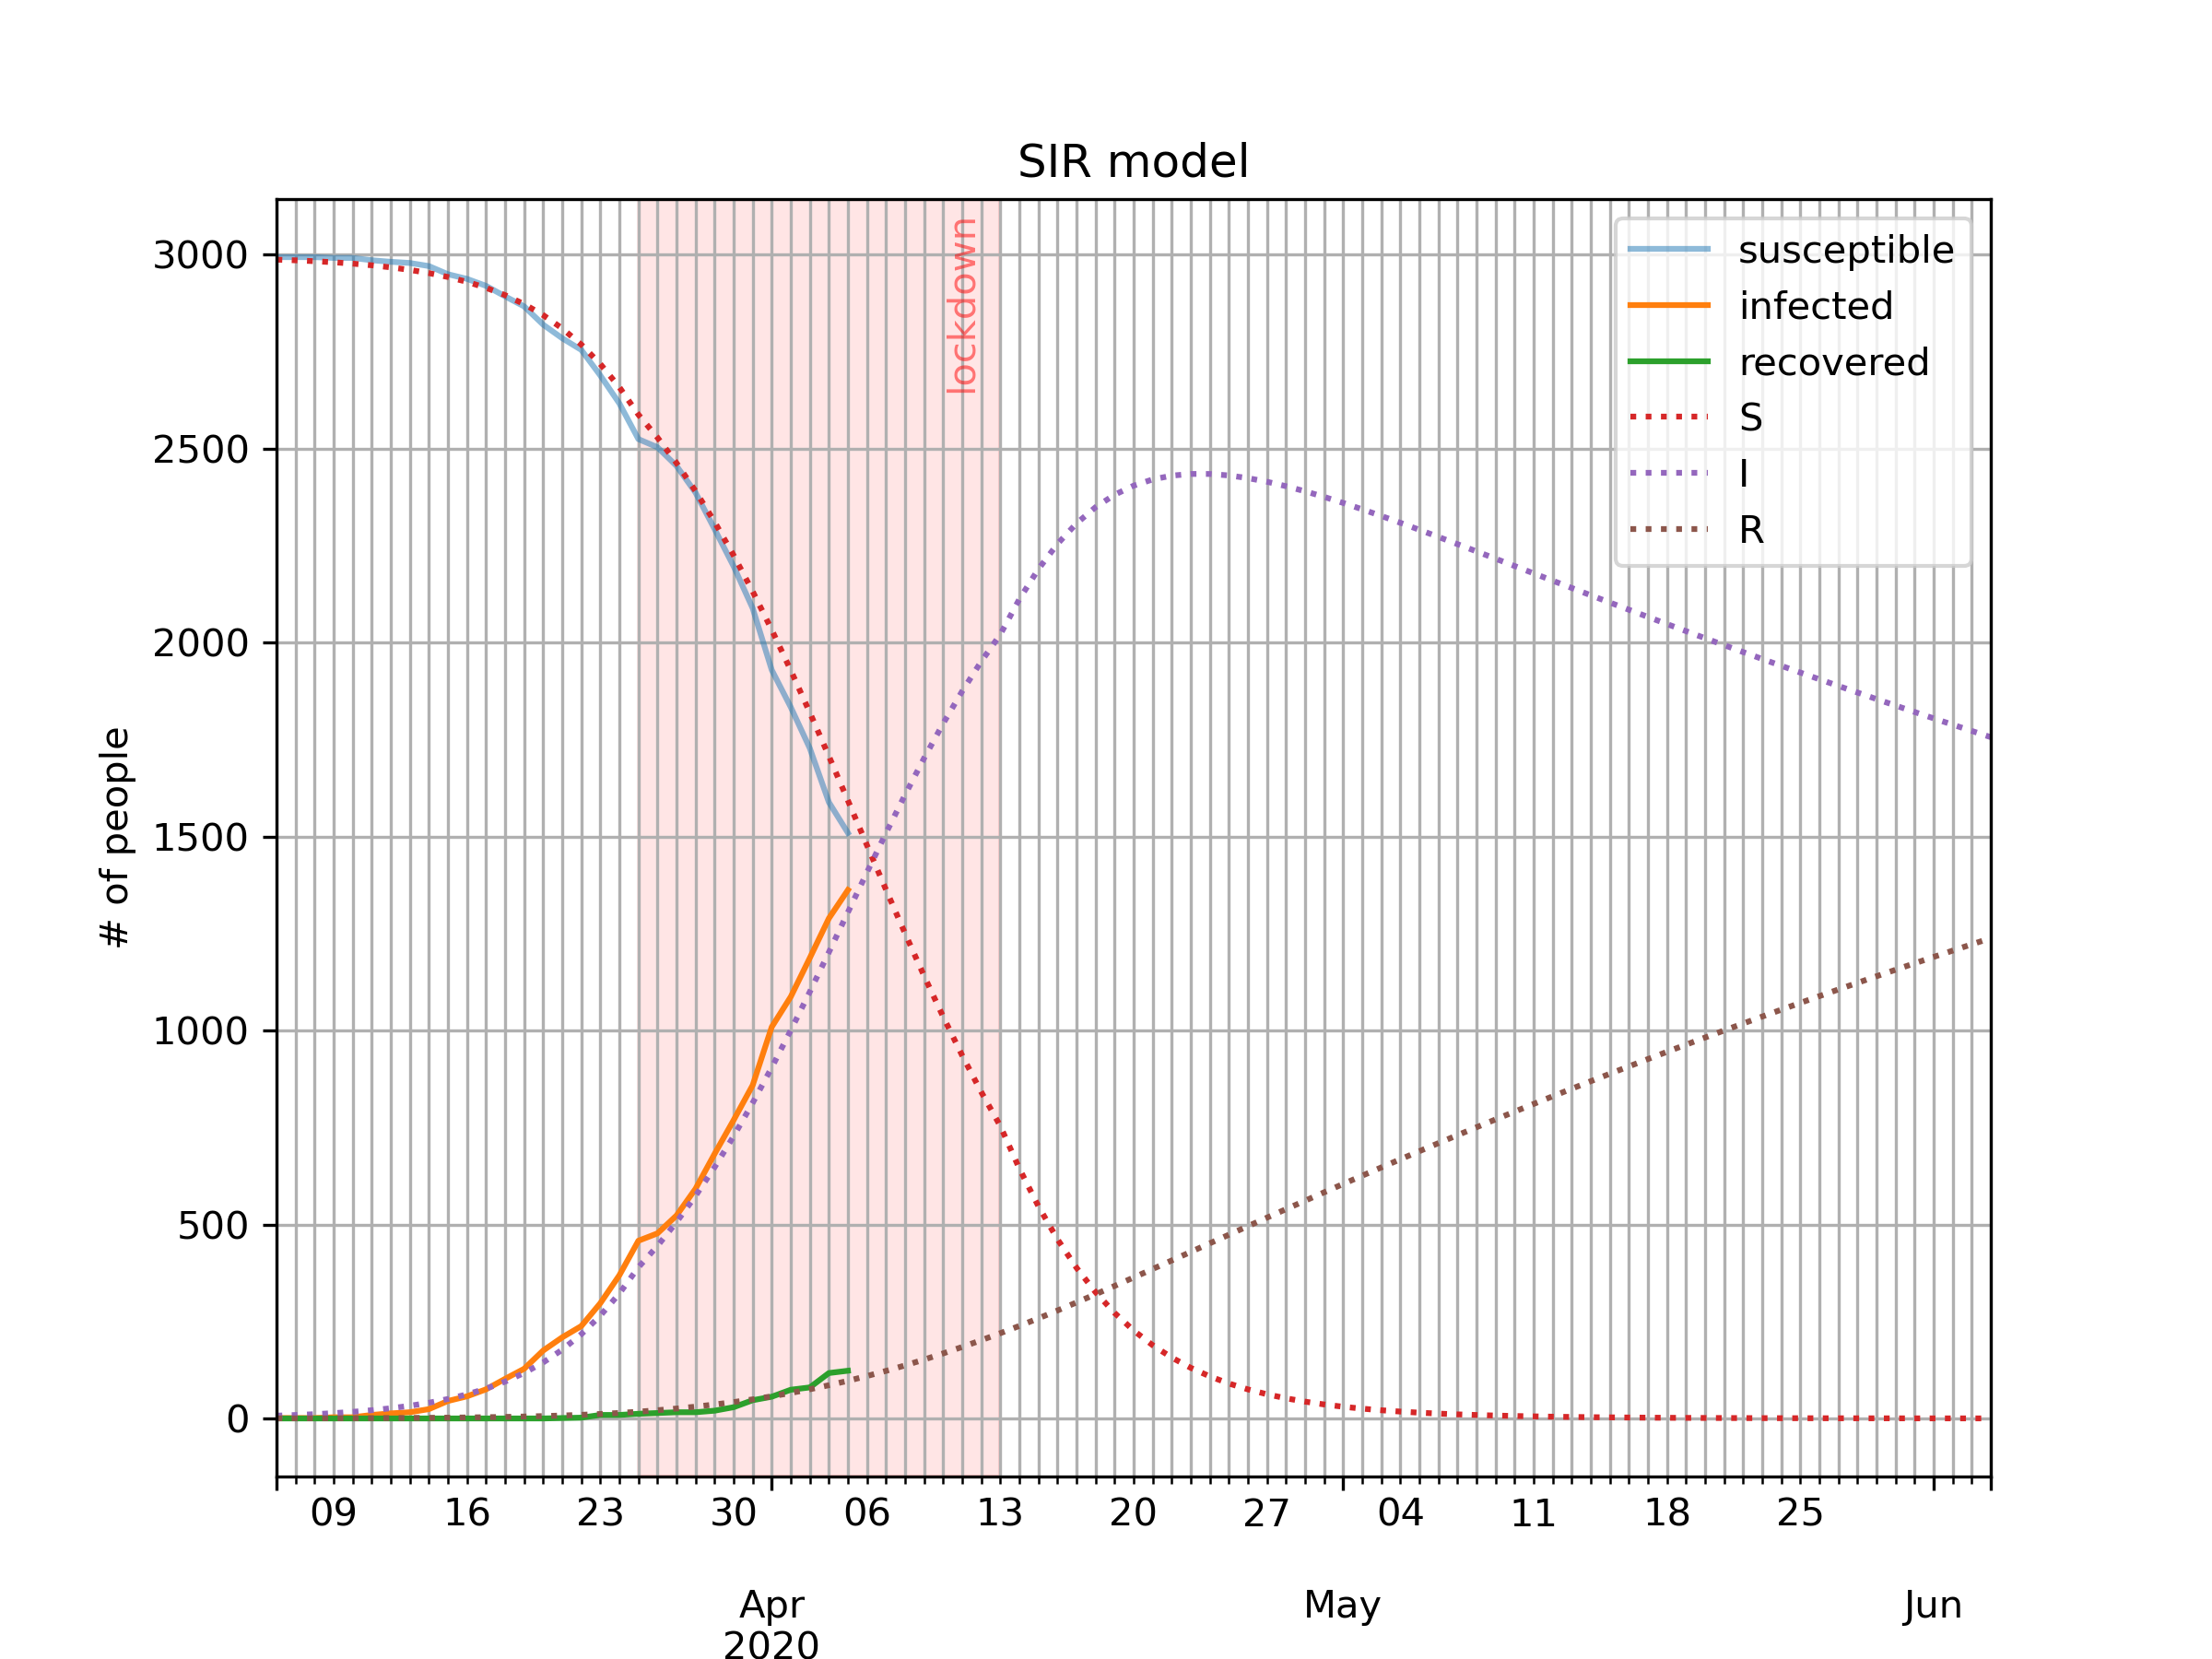 SIR model
lockdown
susceptible
infected
recovered
S
I
R
# of people
3000
2500
2000
1500
1000
500
0
09 16 23 30 06 13 20 27 04 11 18 25
Apr May Jun
2020